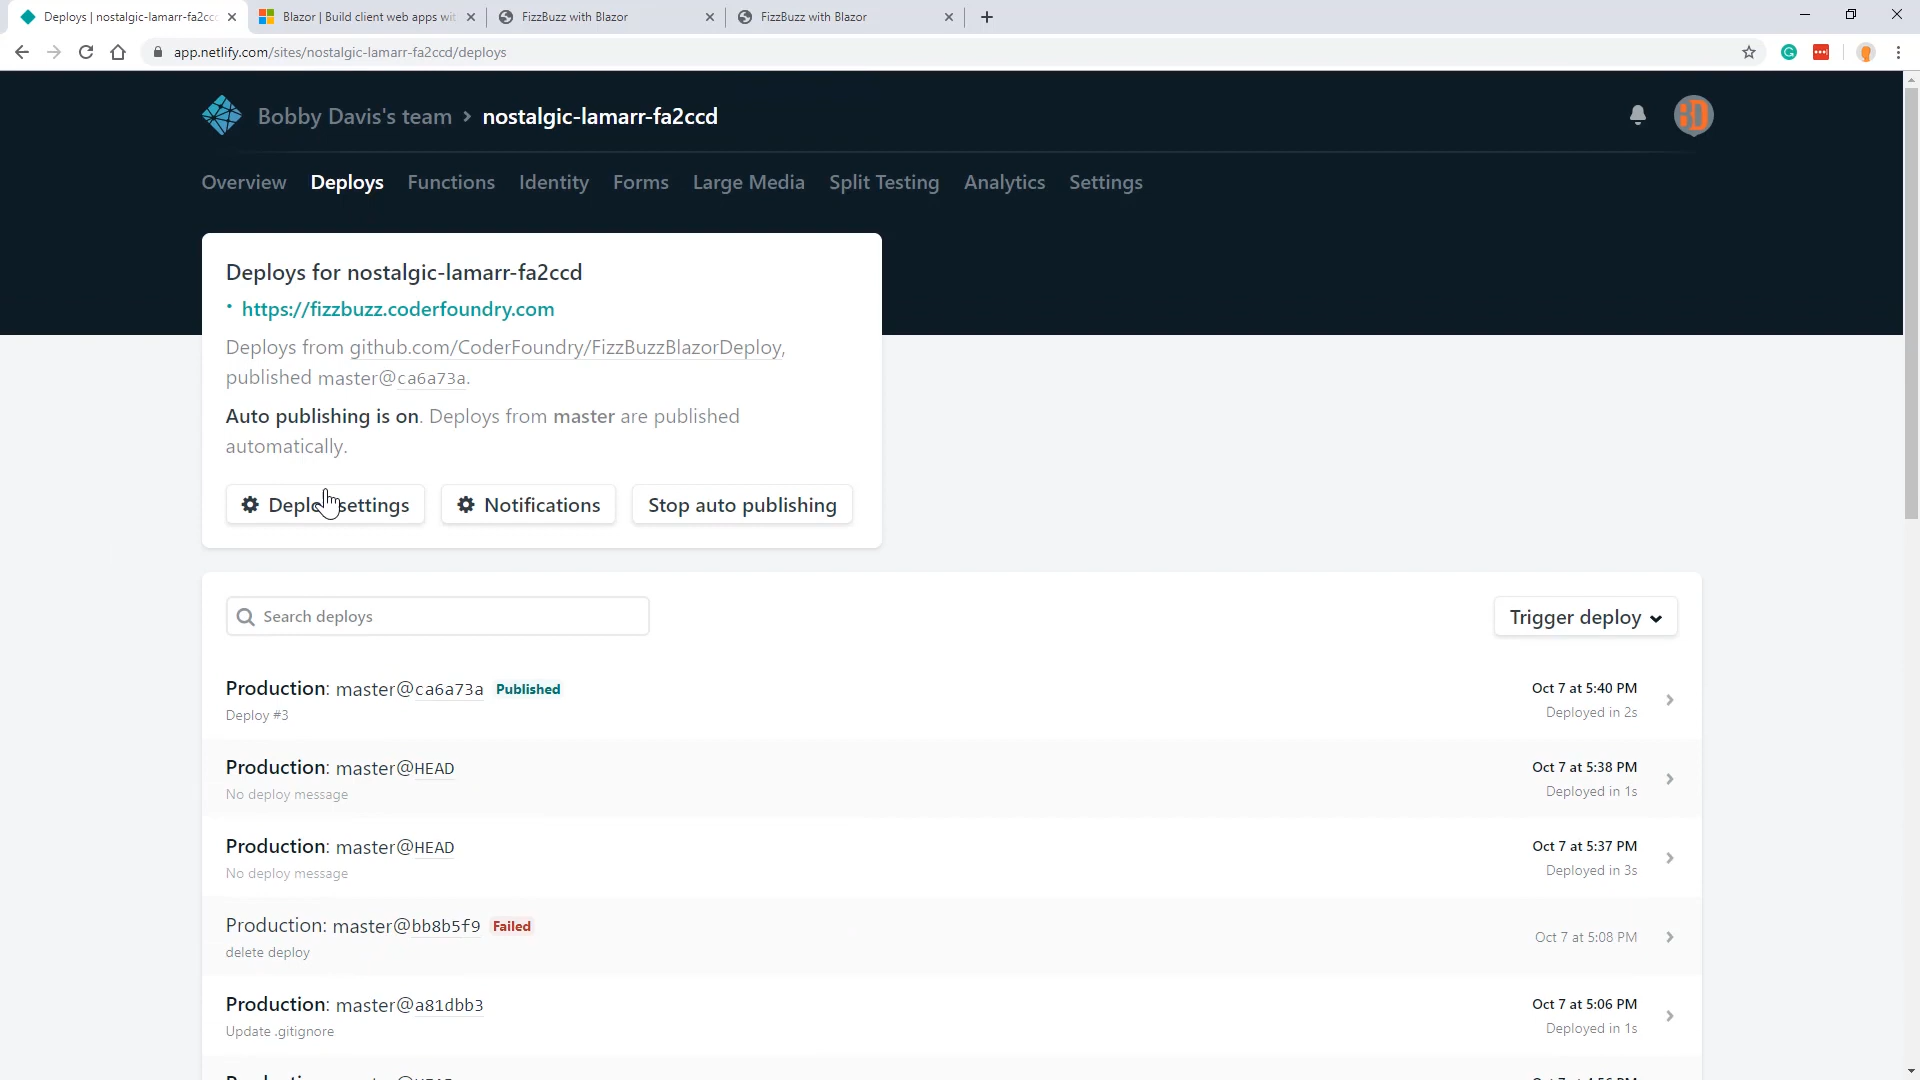 Deploys | nostalgic-lamarr-fa2ccc
Blazor | Build client web apps wit
FizzBuzz with Blazor
FizzBuzz with Blazor
app.netlify.com/sites/nostalgic-lamarr-fa2ccd/deploys
Bobby Davis's team > nostalgic-lamarr-fa2ccd
Overview Deploys Functions Identity Forms Large Media Split Testing Analytics Settings
Deploys for nostalgic-lamarr-fa2ccd
https://fizzbuzz.coderfoundry.com
Deploys from github.com/CoderFoundry/FizzBuzzBlazorDeploy,
published master@ca6a73a.
Auto publishing is on. Deploys from master are published
automatically.
Deploy settings
Notifications
Stop auto publishing
Search deploys
Trigger deploy
Production: master@ca6a73a Published
Deploy #3
Oct 7 at 5:40 PM
Deployed in 2s
Production: master@HEAD
No deploy message
Oct 7 at 5:38 PM
Deployed in 1s
Production: master@HEAD
No deploy message
Oct 7 at 5:37 PM
Deployed in 3s
Production: master@bb8b5f9 Failed
delete deploy
Oct 7 at 5:08 PM
Production: master@a81dbb3
Update .gitignore
Oct 7 at 5:06 PM
Deployed in 1s